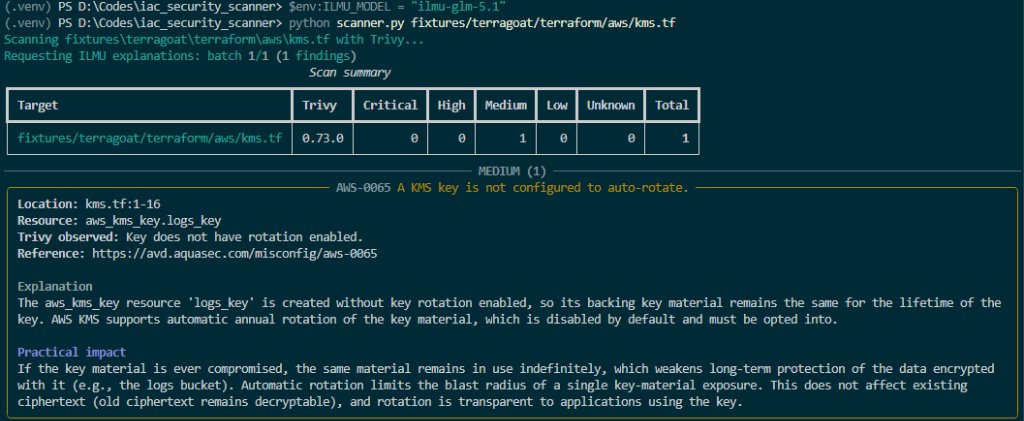 (.venv) PS D:\Codes\iac_security_scanner> $env:ILMU_MODEL = "ilmu-glm-5.1"
(.venv) PS D:\Codes\iac_security_scanner> python scanner.py fixtures/terragoat/terraform/aws/kms.tf
Scanning fixtures\terragoat\terraform\aws\kms.tf with Trivy...
Requesting ILMU explanations: batch 1/1 (1 findings)
Scan summary
Target Trivy Critical High Medium Low Unknown Total
fixtures/terragoat/terraform/aws/kms.tf 0.73.0 0 0 1 0 0 1
MEDIUM (1)
AWS-0065 A KMS key is not configured to auto-rotate.
Location: kms.tf:1-16
Resource: aws_kms_key.logs_key
Trivy observed: Key does not have rotation enabled.
Reference: https://avd.aquasec.com/misconfig/aws-0065
Explanation
The aws_kms_key resource 'logs_key' is created without key rotation enabled, so its backing key material remains the same for the lifetime of the
key. AWS KMS supports automatic annual rotation of the key material, which is disabled by default and must be opted into.
Practical impact
If the key material is ever compromised, the same material remains in use indefinitely, which weakens long-term protection of the data encrypted
with it (e.g., the logs bucket). Automatic rotation limits the blast radius of a single key-material exposure. This does not affect existing
ciphertext (old ciphertext remains decryptable), and rotation is transparent to applications using the key.